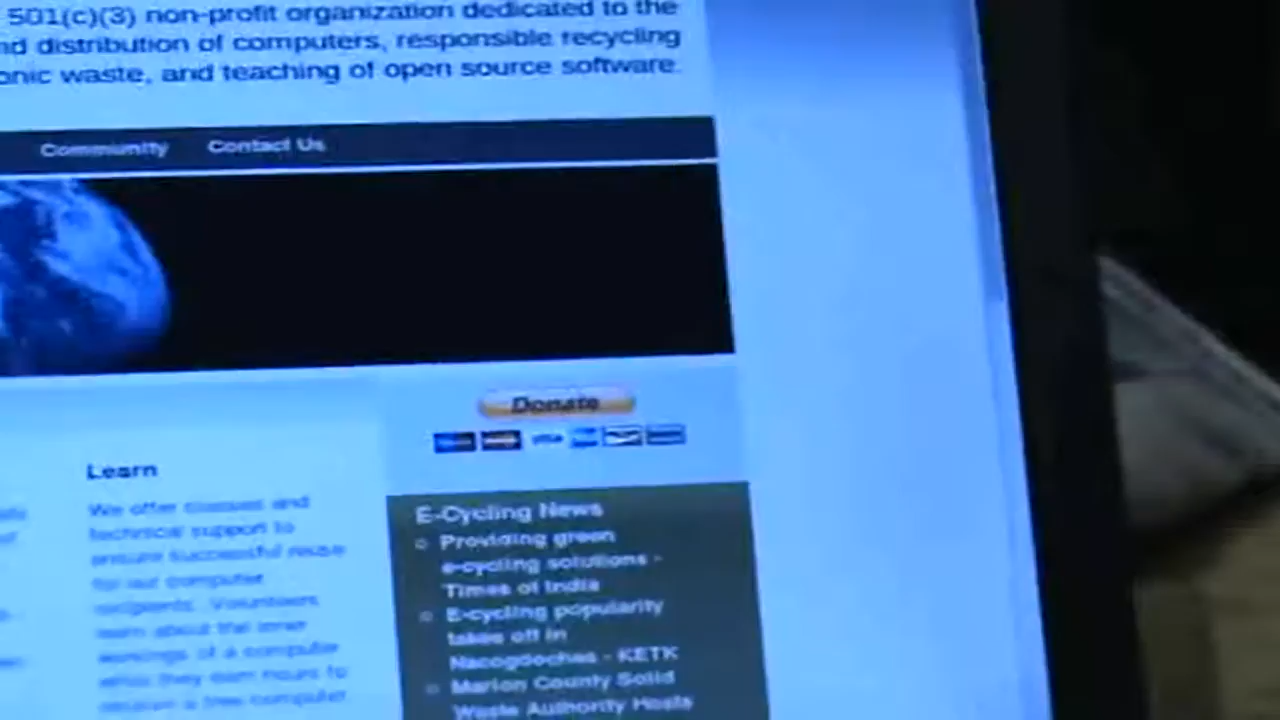 501(c)(3) non-profit organization dedicated to the
distribution of computers, responsible recycling
waste, and teaching of open source software.
Community Contact Us
Donate
VISA
Learn
We offer classes and
technical support to
ensure successful reuse
for our computer
recipients. Volunteers
learn about the inner
workings of a computer
while they earn hours to
receive a free computer
E-Cycling News
Providing green
e-cycling solutions -
Times of India
E-cycling popularity
takes off in
Nacogdoches - KETK
Marion County Solid
Waste Authority Hosts